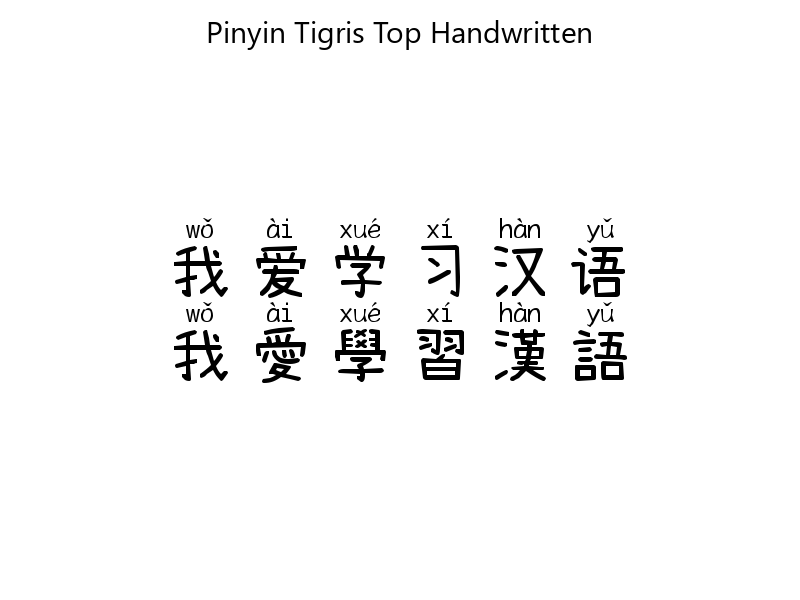 Pinyin Tigris Top Handwritten
wǒ ài xué xí hàn yǔ
我爱学习汉语
wǒ ài xué xí hàn yǔ
我愛學習漢語